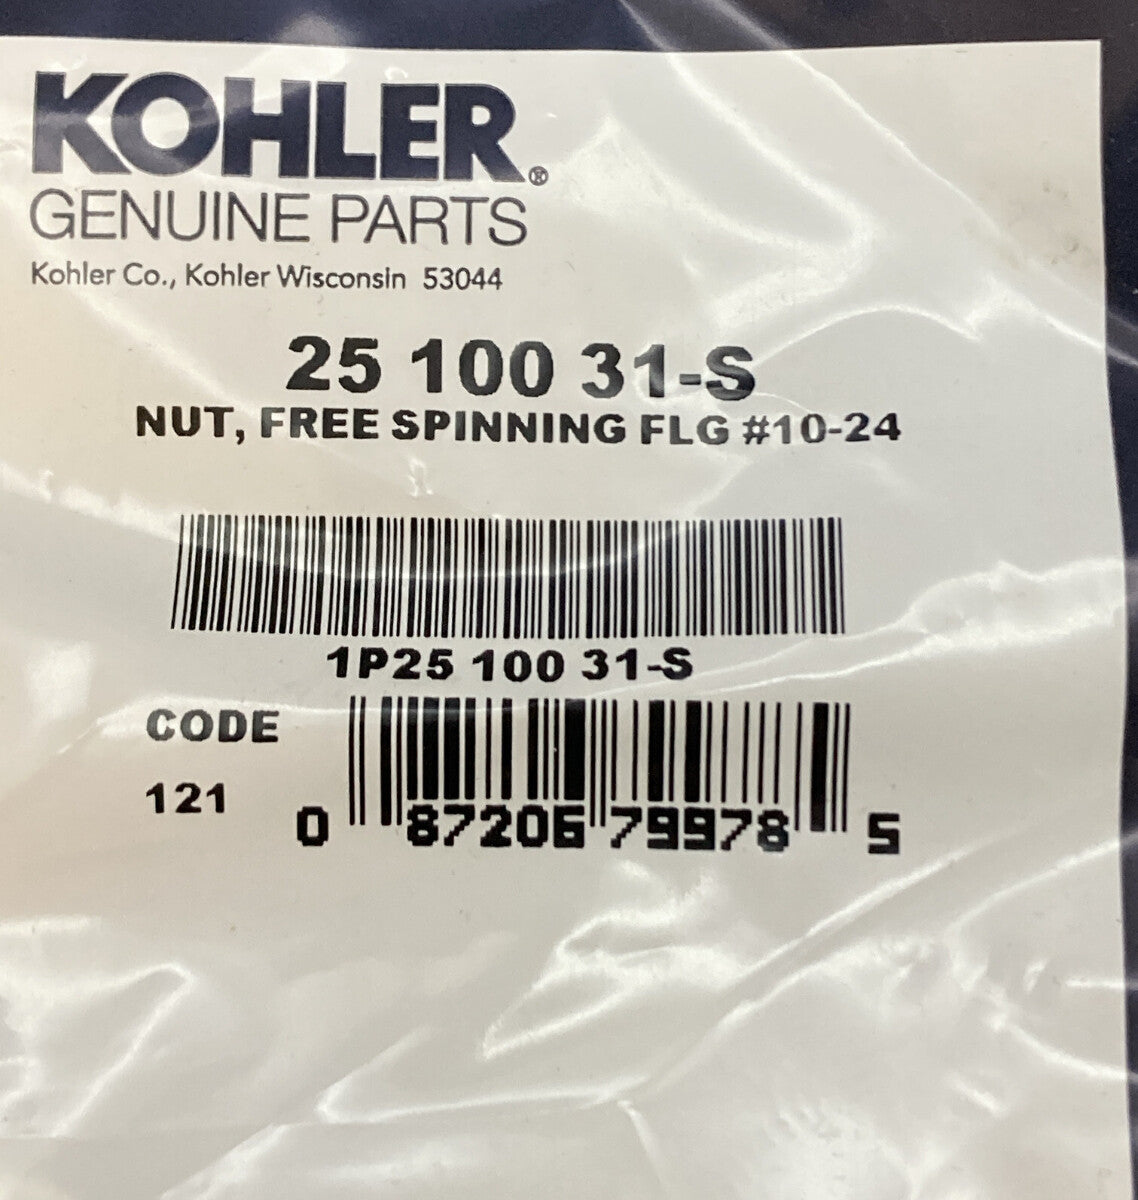 KOHLER®
GENUINE PARTS
Kohler Co., Kohler Wisconsin 53044
25 100 31-S
NUT, FREE SPINNING FLG #10-24
1P25 100 31-S
CODE
121
0 87206 79978 5